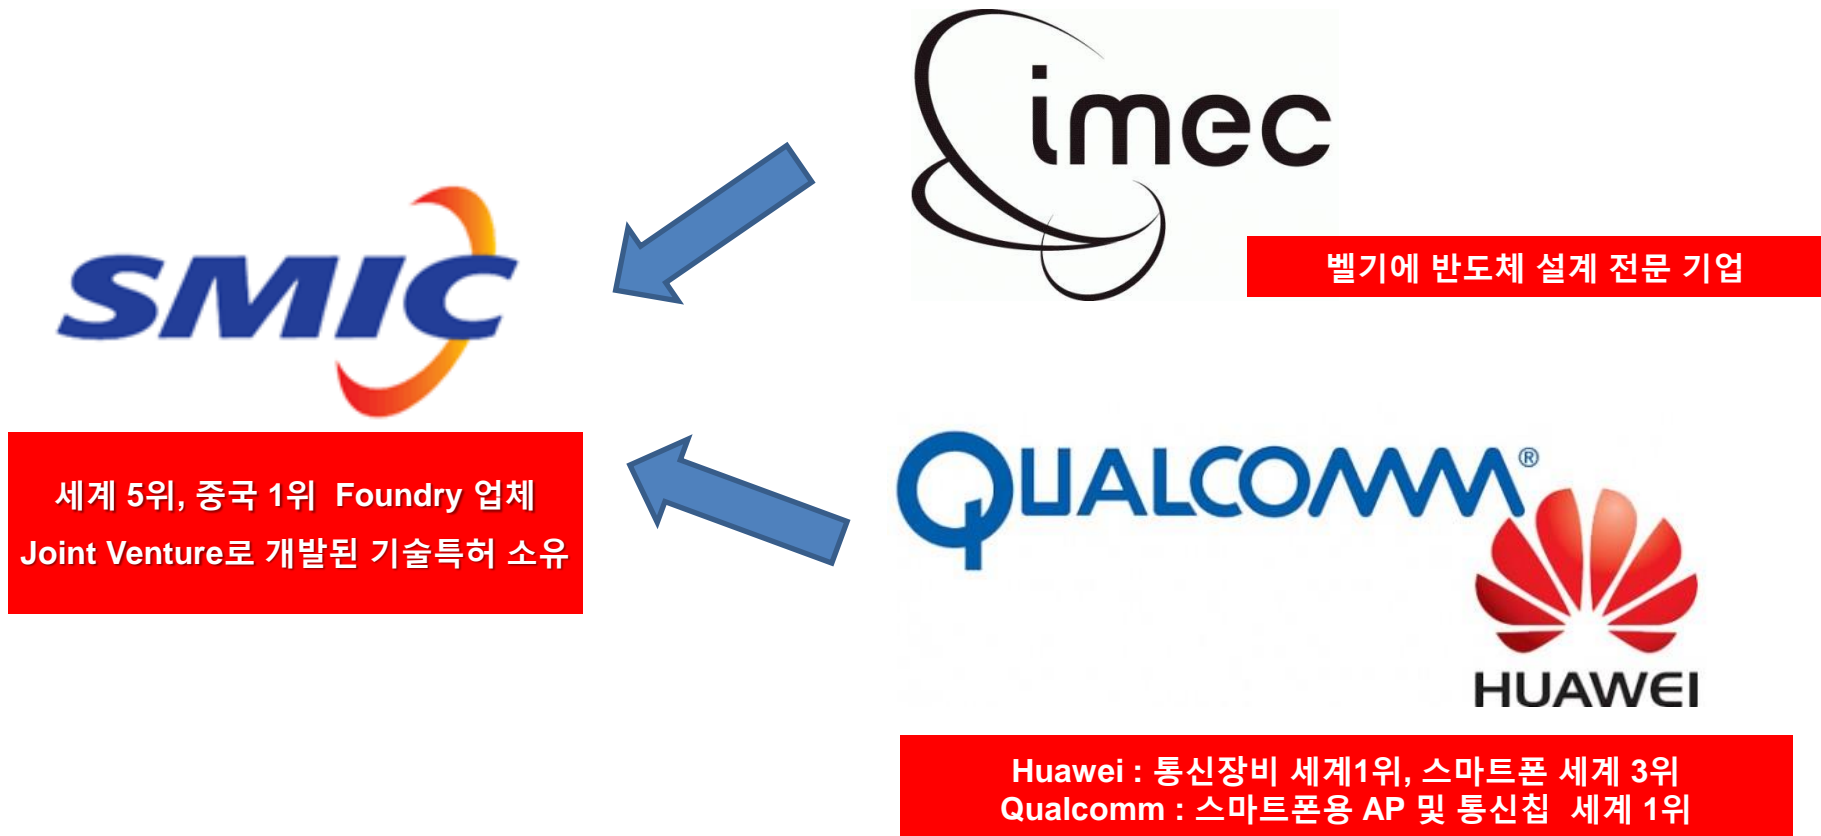 imec
벨기에 반도체 설계 전문 기업
SMIC
세계 5위, 중국 1위 Foundry 업체
Joint Venture로 개발된 기술특허 소유
QUALCOMM®
HUAWEI
Huawei : 통신장비 세계1위, 스마트폰 세계 3위
Qualcomm : 스마트폰용 AP 및 통신칩 세계 1위